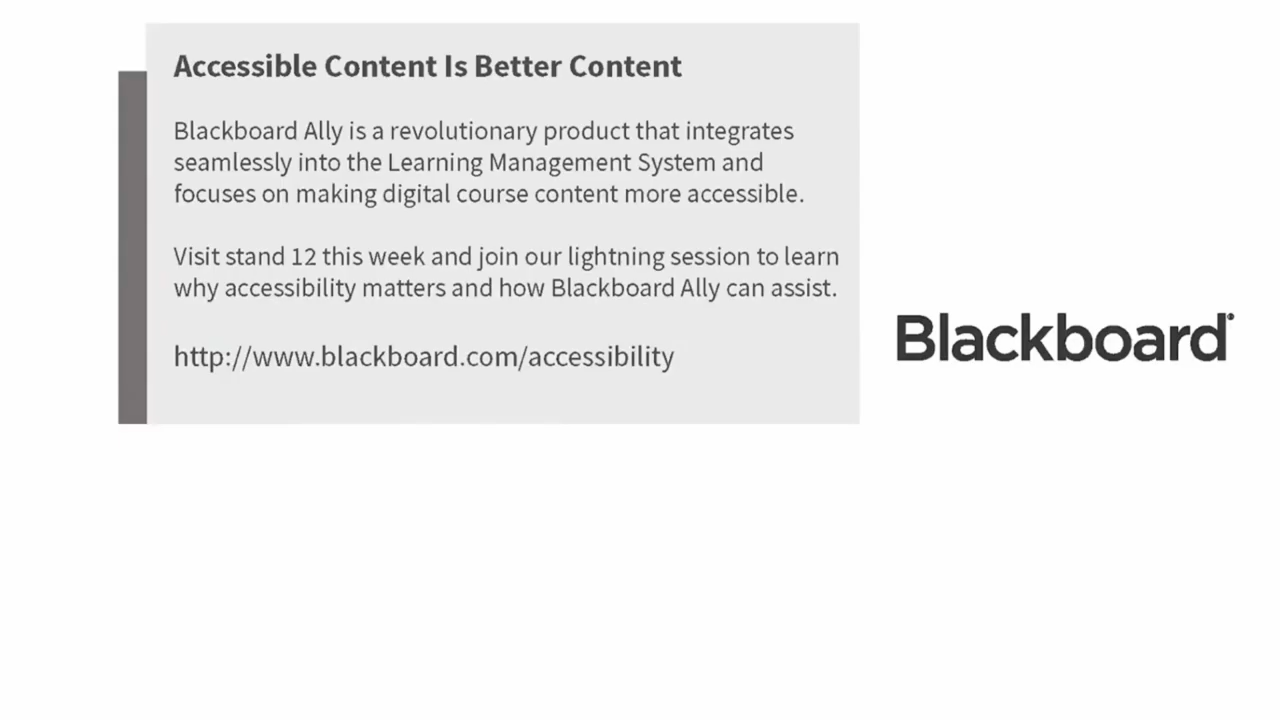 Accessible Content Is Better Content
Blackboard Ally is a revolutionary product that integrates
seamlessly into the Learning Management System and
focuses on making digital course content more accessible.
Visit stand 12 this week and join our lightning session to learn
why accessibility matters and how Blackboard Ally can assist.
http://www.blackboard.com/accessibility
Blackboard